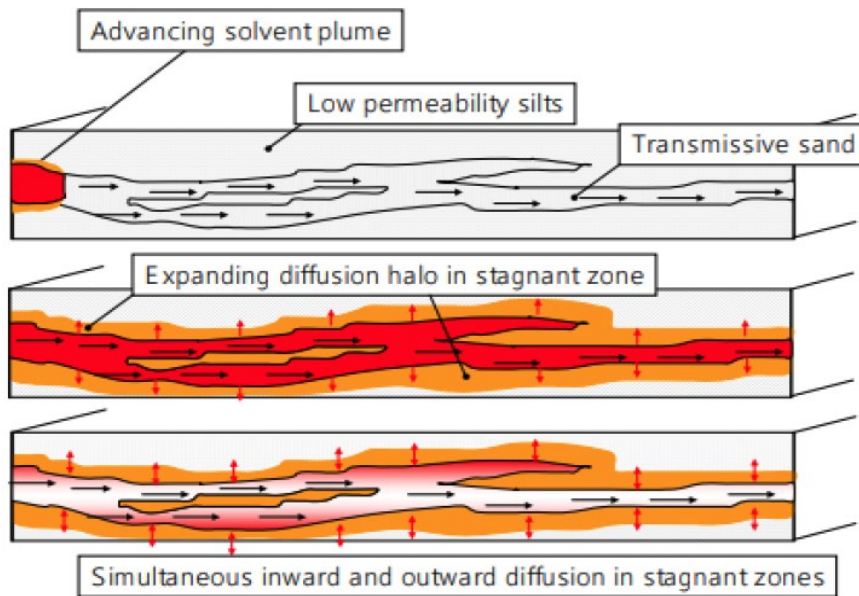 Advancing solvent plume
Low permeability silts
Transmissive sand
Expanding diffusion halo in stagnant zone
Simultaneous inward and outward diffusion in stagnant zones